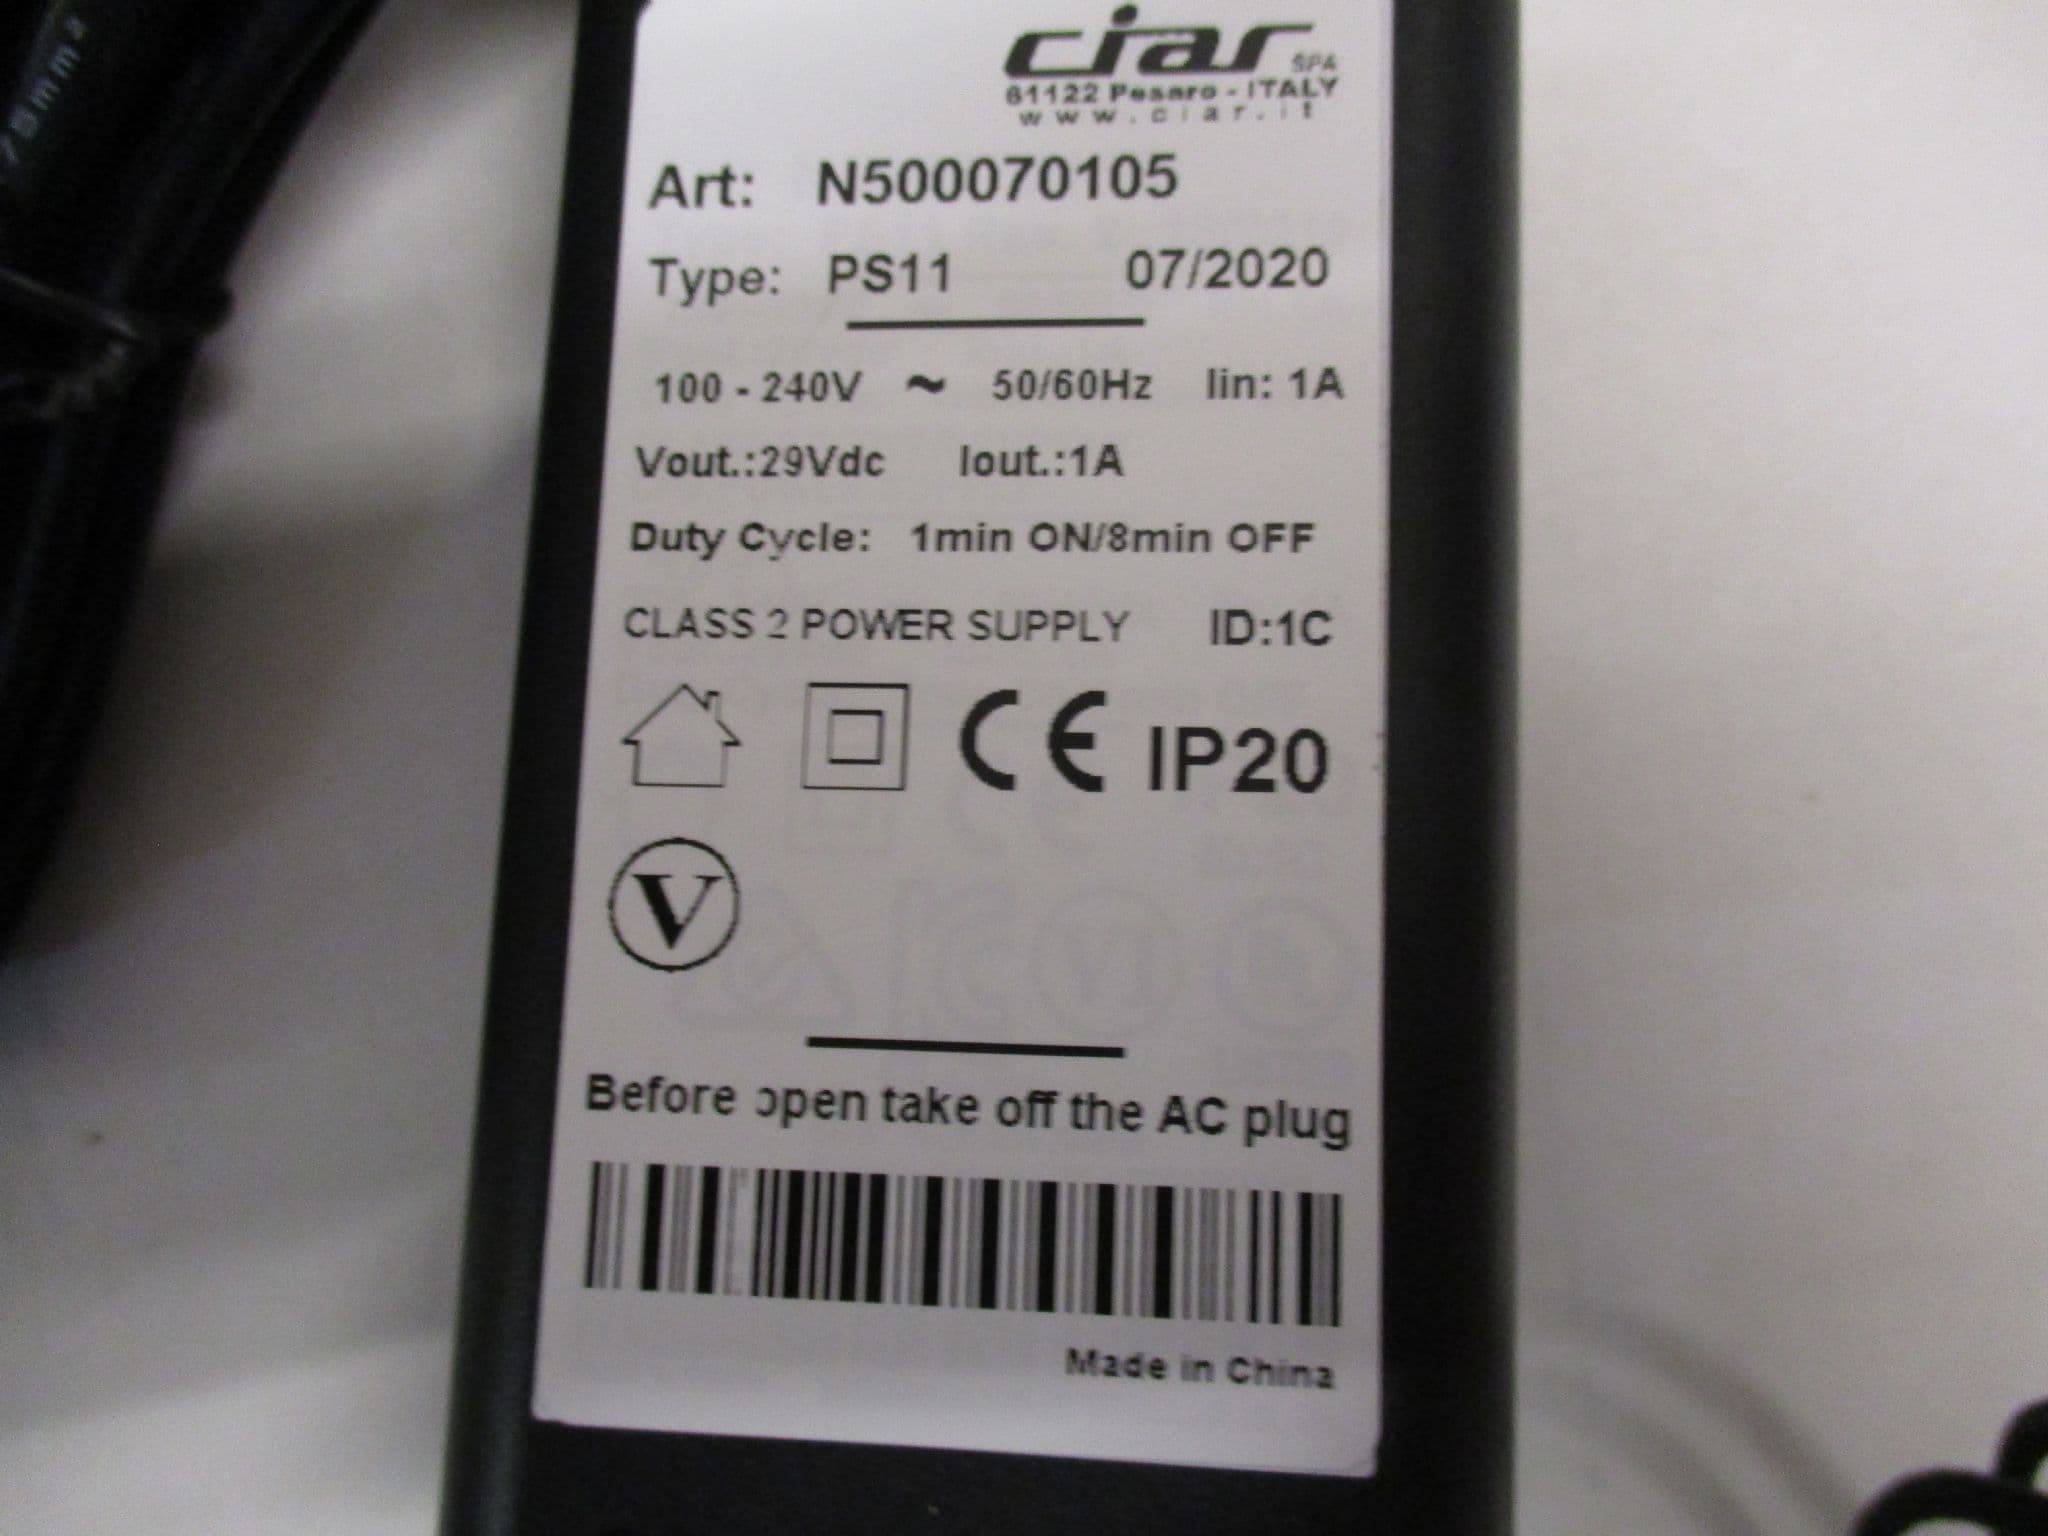 ciar
SPA
61122 Pesaro - ITALY
www.ciar.it
Art: N500070105
Type: PS11 07/2020
100 - 240V ~ 50/60Hz Iin: 1A
Vout.:29Vdc Iout.:1A
Duty Cycle: 1min ON/8min OFF
CLASS 2 POWER SUPPLY ID:1C
CE IP20
V
Before open take off the AC plug
Made in China